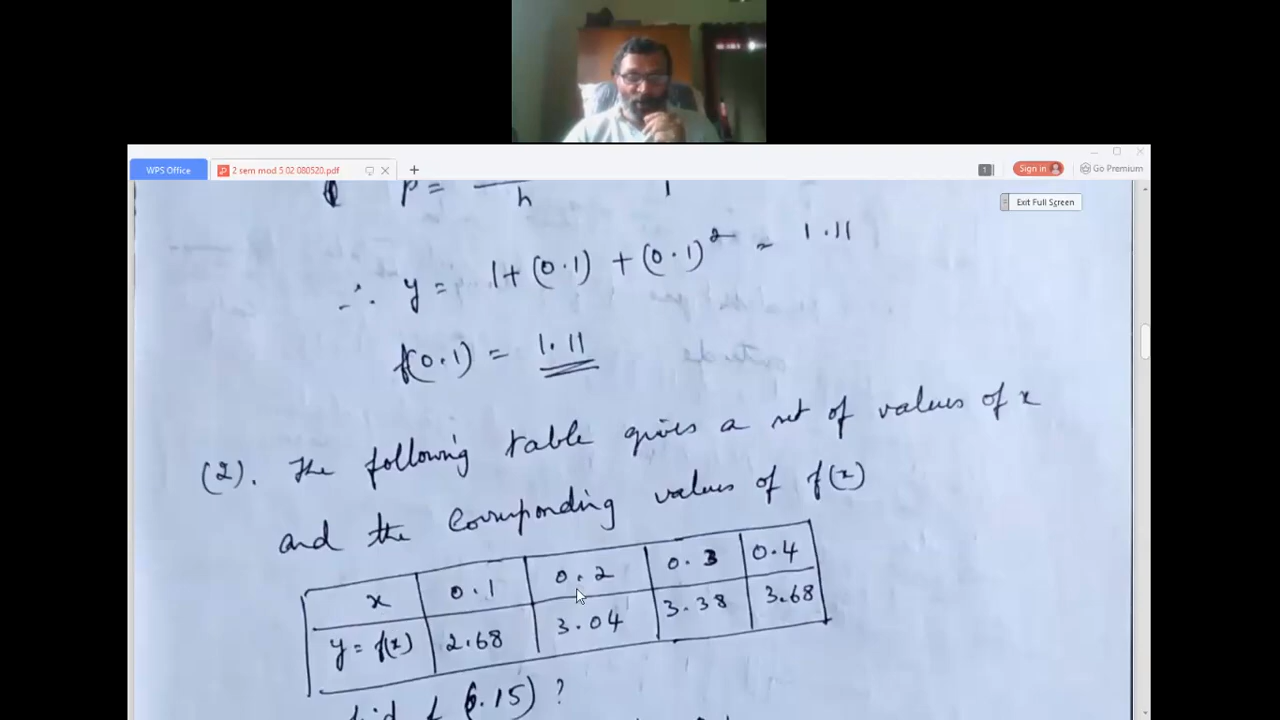 WPS Office 2 sem mod 5 02 080520.pdf 1 Sign in Go Premium
Exit Full Screen
p = h 1
∴ y = 1+(0.1) + (0.1)² = 1.11
f(0.1) = 1.11
(2). The following table gives a set of values of x
and the corresponding values of f(x)
x 0.1 0.2 0.3 0.4
y = f(x) 2.68 3.04 3.38 3.68
find f (0.15) ?